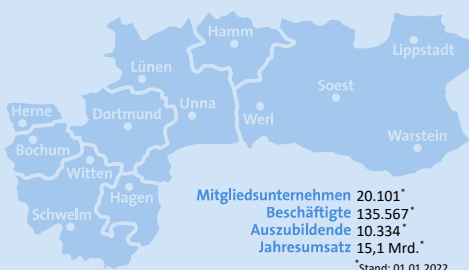 Hamm
Lippstadt
Lünen
Soest
Unna
Herne
Dortmund
Werl
Warstein
Bochum
Witten
Hagen
Schwelm
Mitgliedsunternehmen 20.101*
Beschäftigte 135.567*
Auszubildende 10.334*
Jahresumsatz 15,1 Mrd.*
*Stand: 01.01.2022